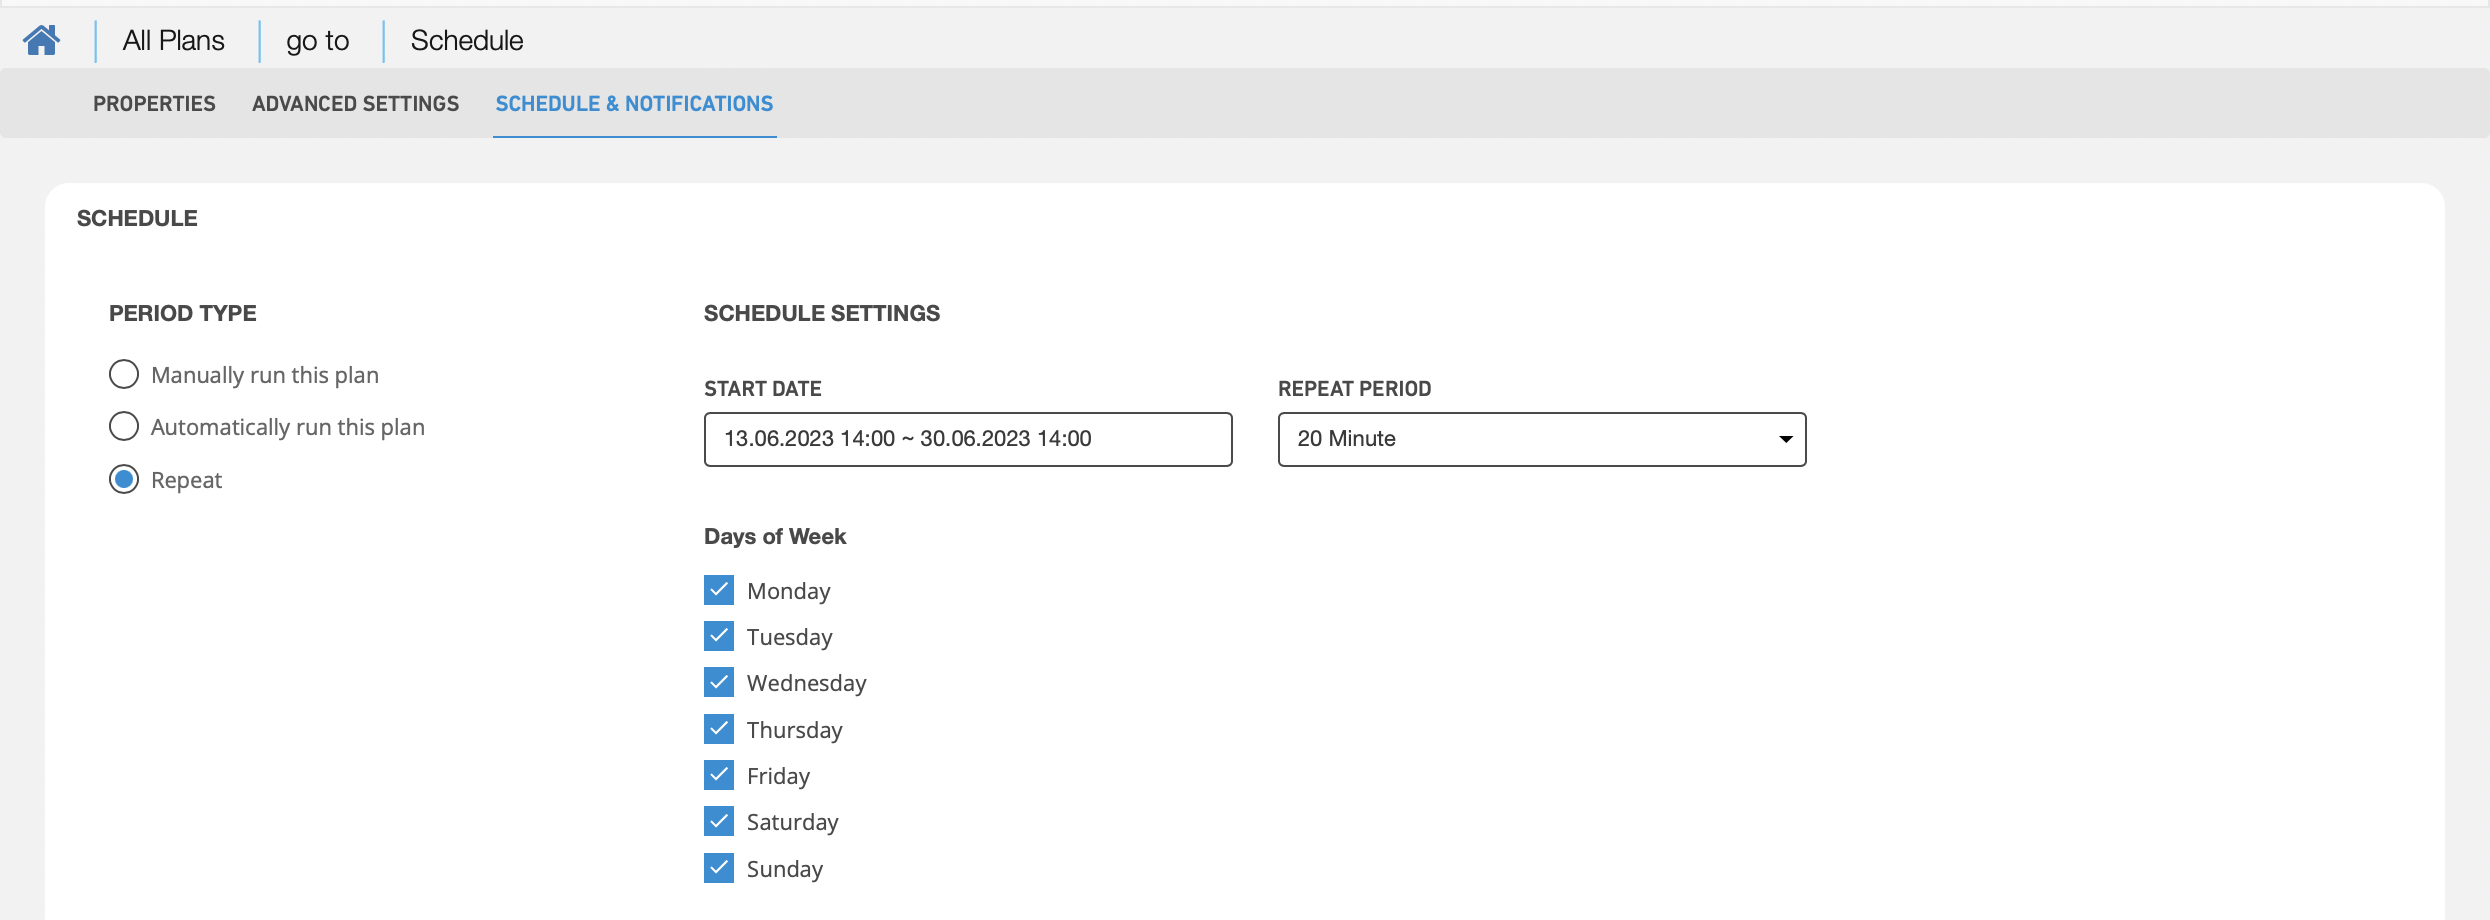 All Plans go to Schedule
PROPERTIES ADVANCED SETTINGS SCHEDULE & NOTIFICATIONS
SCHEDULE
PERIOD TYPE
Manually run this plan
Automatically run this plan
Repeat
SCHEDULE SETTINGS
START DATE
13.06.2023 14:00 ~ 30.06.2023 14:00
REPEAT PERIOD
20 Minute
Days of Week
Monday
Tuesday
Wednesday
Thursday
Friday
Saturday
Sunday